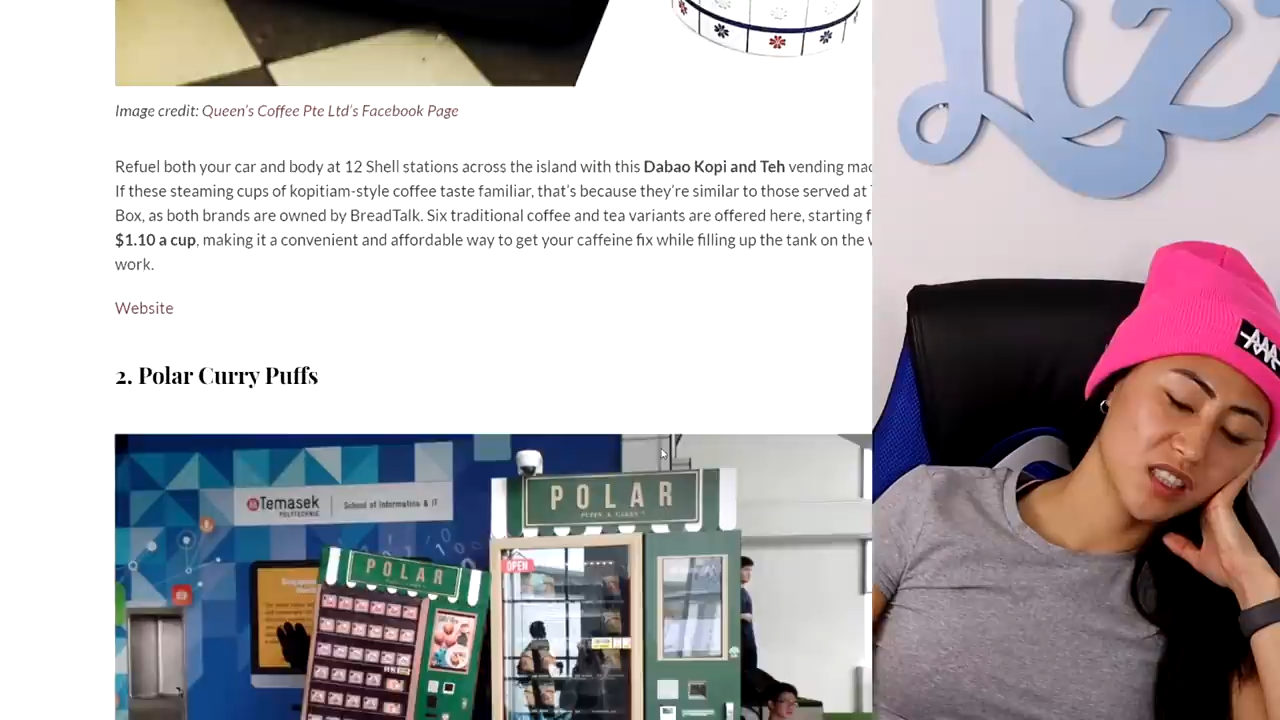 Image credit: Queen's Coffee Pte Ltd's Facebook Page
Refuel both your car and body at 12 Shell stations across the island with this Dabao Kopi and Teh vending
If these steaming cups of kopitiam-style coffee taste familiar, that's because they're similar to those served at
Box, as both brands are owned by BreadTalk. Six traditional coffee and tea variants are offered here, starting
$1.10 a cup, making it a convenient and affordable way to get your caffeine fix while filling up the tank on the
work.
Website
2. Polar Curry Puffs
Temasek
POLYTECHNIC
School of Informatics & IT
POLAR
PUFFS & CAKES
OPEN
POLAR